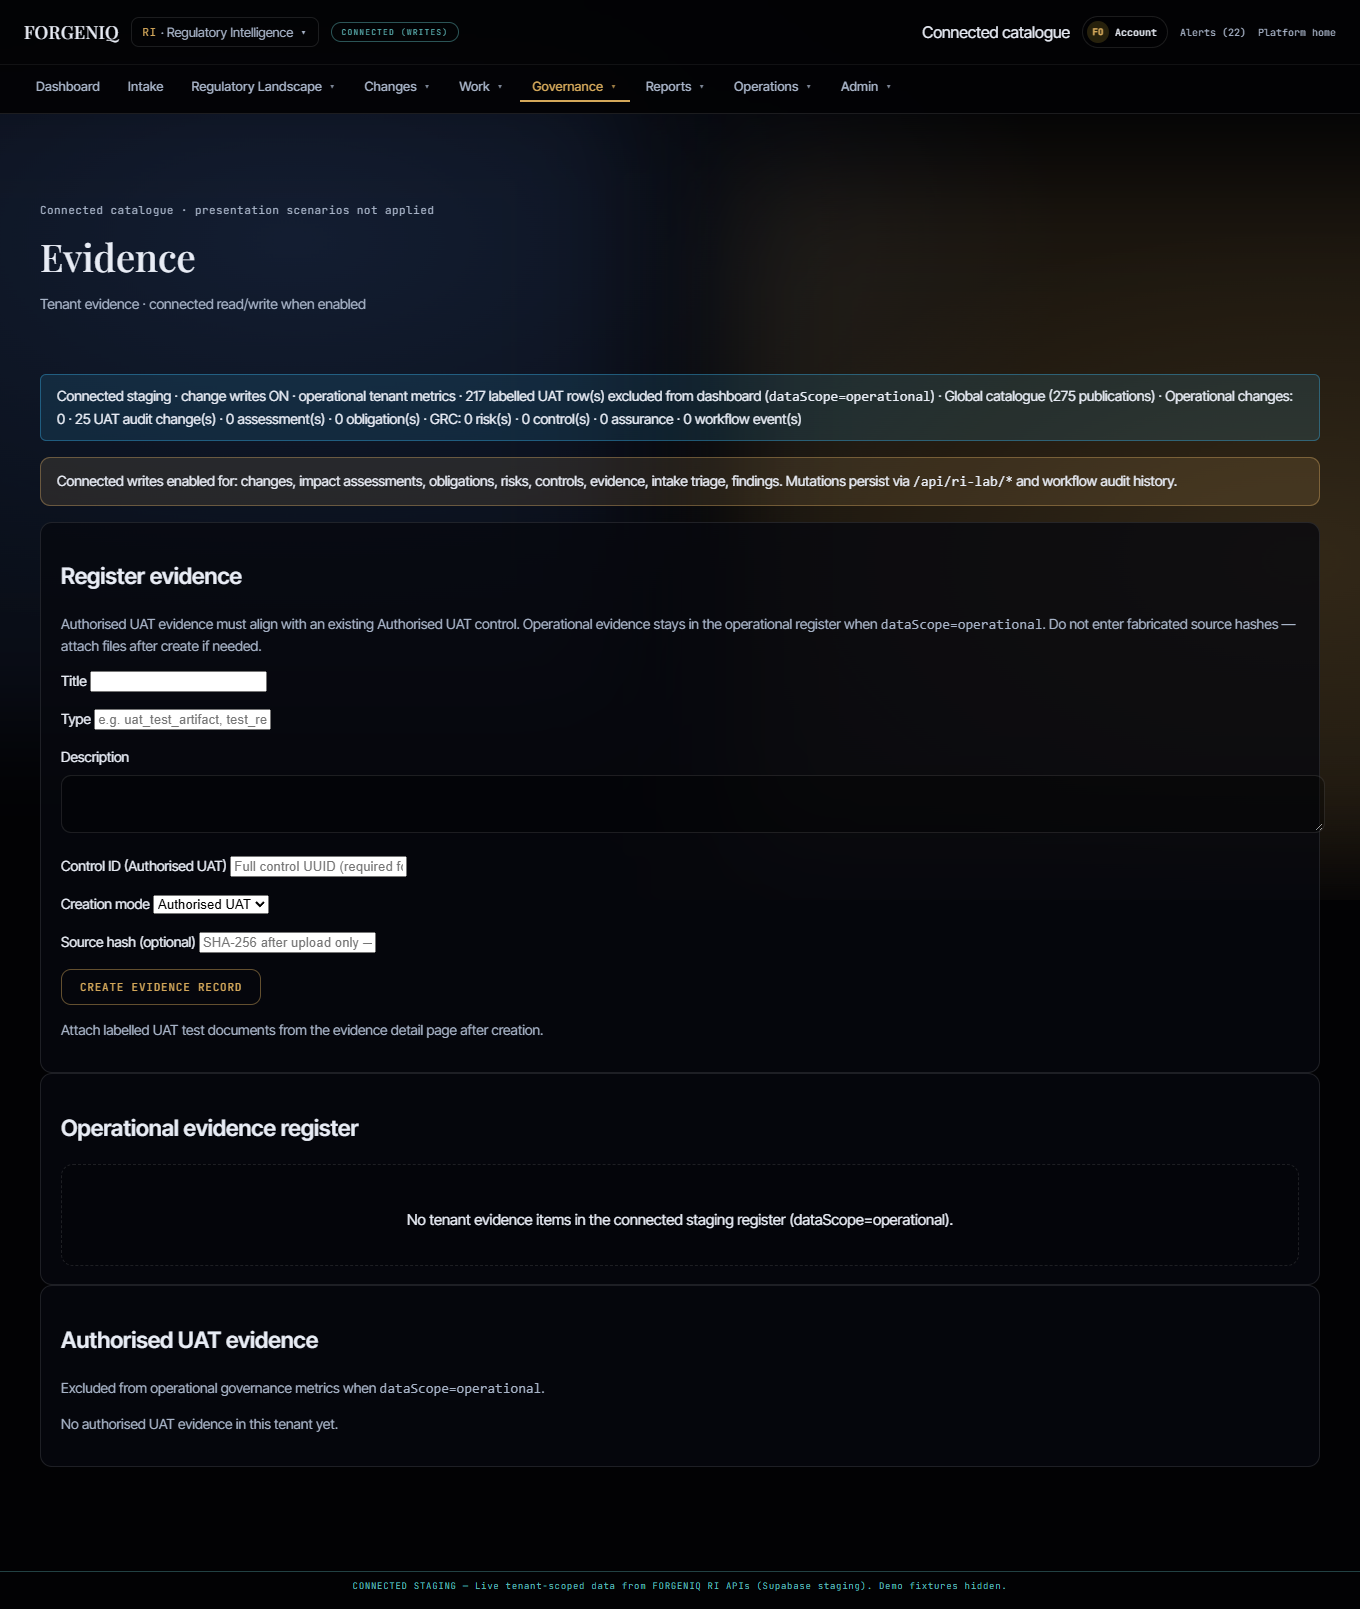 FORGENIQ
RI · Regulatory Intelligence ▾
CONNECTED (WRITES)
Connected catalogue
FO Account
Alerts (22)
Platform home
Dashboard
Intake
Regulatory Landscape ▾
Changes ▾
Work ▾
Governance ▾
Reports ▾
Operations ▾
Admin ▾
Connected catalogue · presentation scenarios not applied
Evidence
Tenant evidence · connected read/write when enabled
Connected staging · change writes ON · operational tenant metrics · 217 labelled UAT row(s) excluded from dashboard (dataScope=operational) · Global catalogue (275 publications) · Operational changes:
0 · 25 UAT audit change(s) · 0 assessment(s) · 0 obligation(s) · GRC: 0 risk(s) · 0 control(s) · 0 assurance · 0 workflow event(s)
Connected writes enabled for: changes, impact assessments, obligations, risks, controls, evidence, intake triage, findings. Mutations persist via /api/ri-lab/* and workflow audit history.
Register evidence
Authorised UAT evidence must align with an existing Authorised UAT control. Operational evidence stays in the operational register when dataScope=operational. Do not enter fabricated source hashes —
attach files after create if needed.
Title
Type e.g. uat_test_artifact, test_re
Description
Control ID (Authorised UAT) Full control UUID (required fo
Creation mode Authorised UAT
Source hash (optional) SHA-256 after upload only —
CREATE EVIDENCE RECORD
Attach labelled UAT test documents from the evidence detail page after creation.
Operational evidence register
No tenant evidence items in the connected staging register (dataScope=operational).
Authorised UAT evidence
Excluded from operational governance metrics when dataScope=operational.
No authorised UAT evidence in this tenant yet.
CONNECTED STAGING — Live tenant-scoped data from FORGENIQ RI APIs (Supabase staging). Demo fixtures hidden.